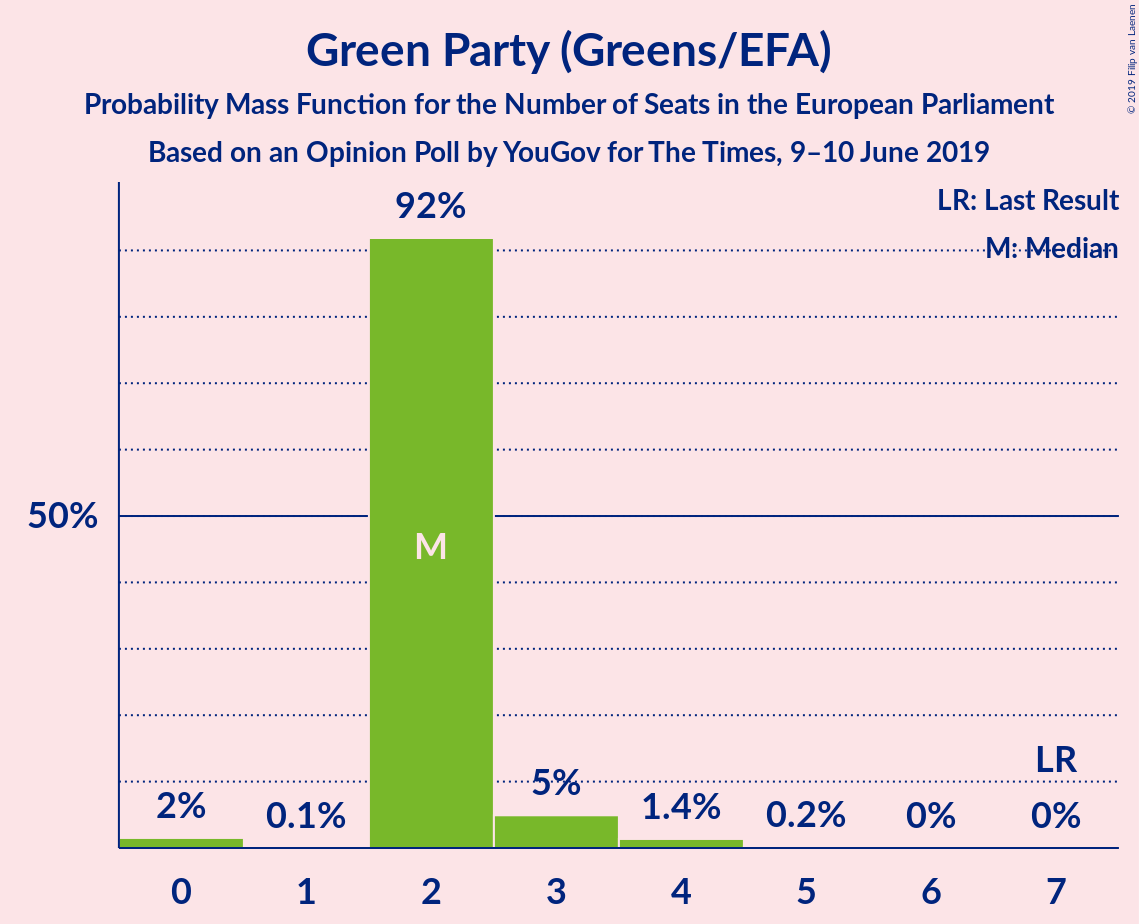 Green Party (Greens/EFA)
Probability Mass Function for the Number of Seats in the European Parliament
Based on an Opinion Poll by YouGov for The Times, 9–10 June 2019
© 2019 Filip van Laenen
LR: Last Result
M: Median
92%
50%
M
LR
2%
0.1%
5%
1.4%
0.2%
0%
0%
0 1 2 3 4 5 6 7